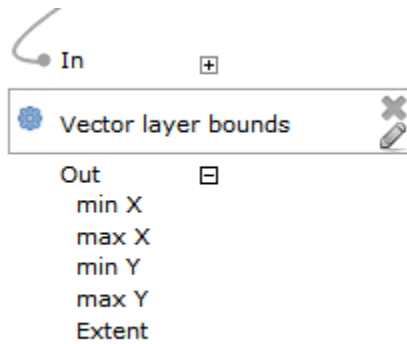 In
Vector layer bounds
Out
min X
max X
min Y
max Y
Extent